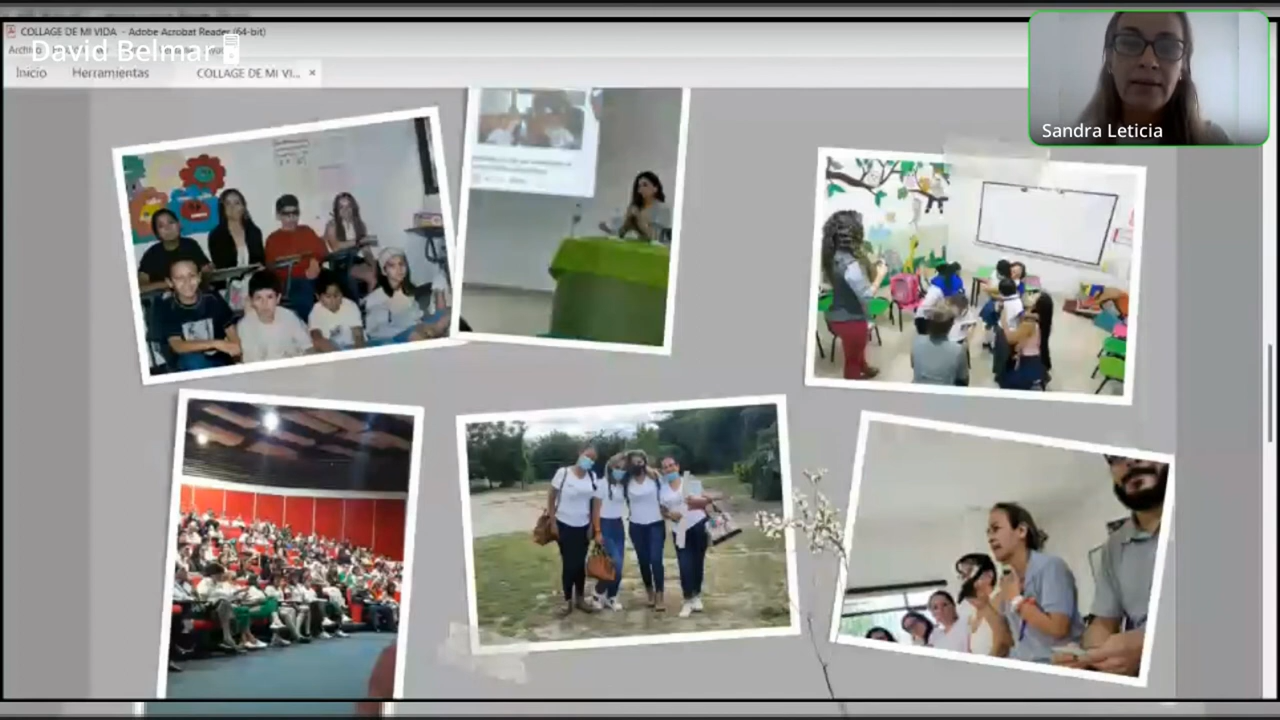 COLLAGE DE MI VIDA - Adobe Acrobat Reader (64-bit)
David Belmar
Inicio Herramientas COLLAGE DE MI VI... ×
Sandra Leticia